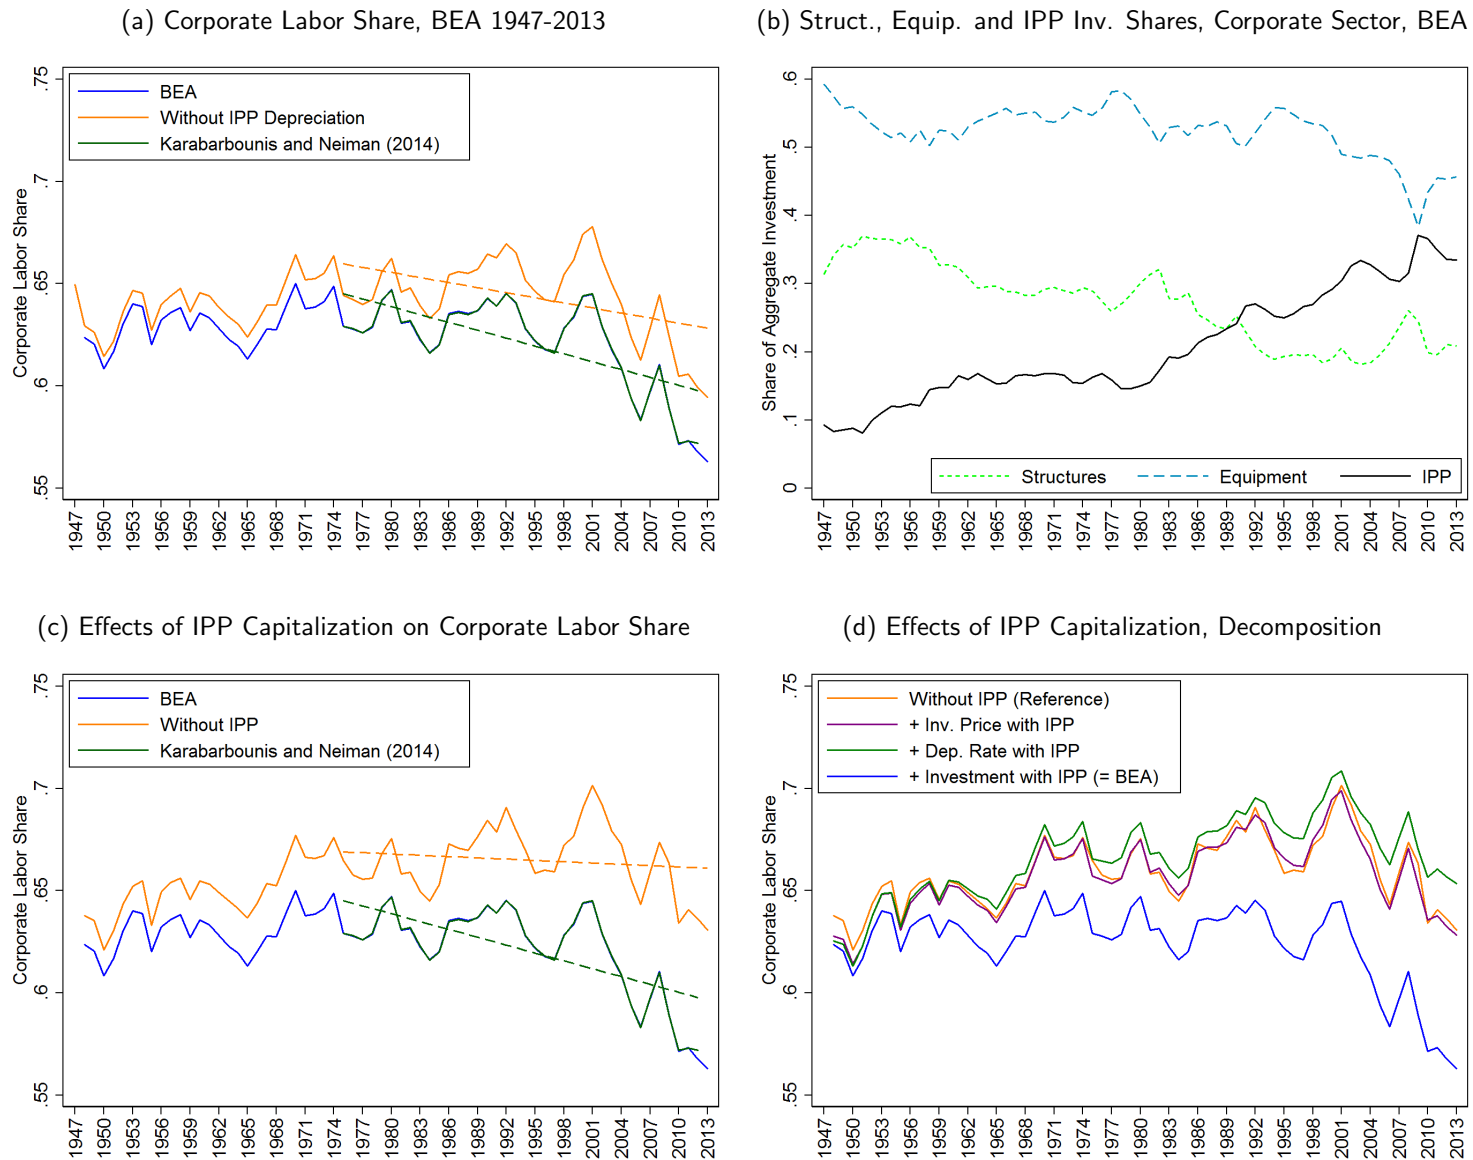 (a) Corporate Labor Share, BEA 1947-2013
BEA
Without IPP Depreciation
Karabarbounis and Neiman (2014)
Corporate Labor Share
.75
.7
.65
.6
.55
1947 1950 1953 1956 1959 1962 1965 1968 1971 1974 1977 1980 1983 1986 1989 1992 1995 1998 2001 2004 2007 2010 2013
(b) Struct., Equip. and IPP Inv. Shares, Corporate Sector, BEA
Share of Aggregate Investment
.6
.5
.4
.3
.2
.1
0
Structures Equipment IPP
1947 1950 1953 1956 1959 1962 1965 1968 1971 1974 1977 1980 1983 1986 1989 1992 1995 1998 2001 2004 2007 2010 2013
(c) Effects of IPP Capitalization on Corporate Labor Share
BEA
Without IPP
Karabarbounis and Neiman (2014)
Corporate Labor Share
.75
.7
.65
.6
.55
1947 1950 1953 1956 1959 1962 1965 1968 1971 1974 1977 1980 1983 1986 1989 1992 1995 1998 2001 2004 2007 2010 2013
(d) Effects of IPP Capitalization, Decomposition
Without IPP (Reference)
+ Inv. Price with IPP
+ Dep. Rate with IPP
+ Investment with IPP (= BEA)
Corporate Labor Share
.75
.7
.65
.6
.55
1947 1950 1953 1956 1959 1962 1965 1968 1971 1974 1977 1980 1983 1986 1989 1992 1995 1998 2001 2004 2007 2010 2013